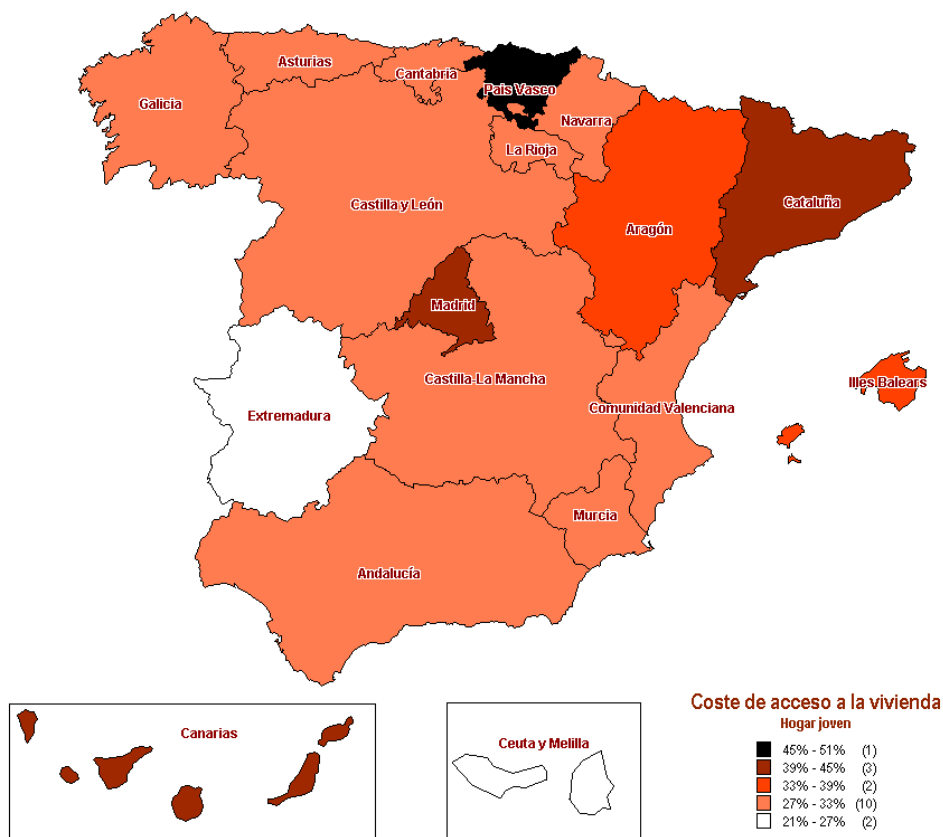 Asturias
Cantabria
Pais Vasco
Galicia
Navarra
La Rioja
Castilla y León
Cataluña
Aragón
Madrid
Castilla-La Mancha
Illes Balears
Extremadura
Comunidad Valenciana
Murcia
Andalucía
Canarias
Ceuta y Melilla
Coste de acceso a la vivienda
Hogar joven
45% - 51% (1)
39% - 45% (3)
33% - 39% (2)
27% - 33% (10)
21% - 27% (2)